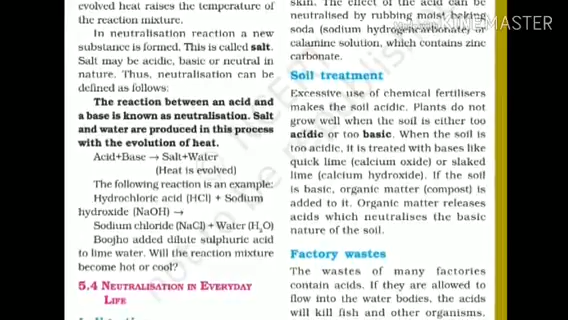 evolved heat raises the temperature of
the reaction mixture.
In neutralisation reaction a new
substance is formed. This is called salt.
Salt may be acidic, basic or neutral in
nature. Thus, neutralisation can be
defined as follows:
The reaction between an acid and
a base is known as neutralisation. Salt
and water are produced in this process
with the evolution of heat.
Acid+Base → Salt+Water
(Heat is evolved)
The following reaction is an example:
Hydrochloric acid (HCl) + Sodium
hydroxide (NaOH) →
Sodium chloride (NaCl) + Water (H₂O)
Boojho added dilute sulphuric acid
to lime water. Will the reaction mixture
become hot or cool?
5.4 NEUTRALISATION IN EVERYDAY
LIFE
skin. The effect of the acid can be
neutralised by rubbing moist baking
soda (sodium hydrogencarbonate) or
calamine solution, which contains zinc
carbonate.
Soil treatment
Excessive use of chemical fertilisers
makes the soil acidic. Plants do not
grow well when the soil is either too
acidic or too basic. When the soil is
too acidic, it is treated with bases like
quick lime (calcium oxide) or slaked
lime (calcium hydroxide). If the soil
is basic, organic matter (compost) is
added to it. Organic matter releases
acids which neutralises the basic
nature of the soil.
Factory wastes
The wastes of many factories
contain acids. If they are allowed to
flow into the water bodies, the acids
will kill fish and other organisms.
KINEMASTER
not to be republished